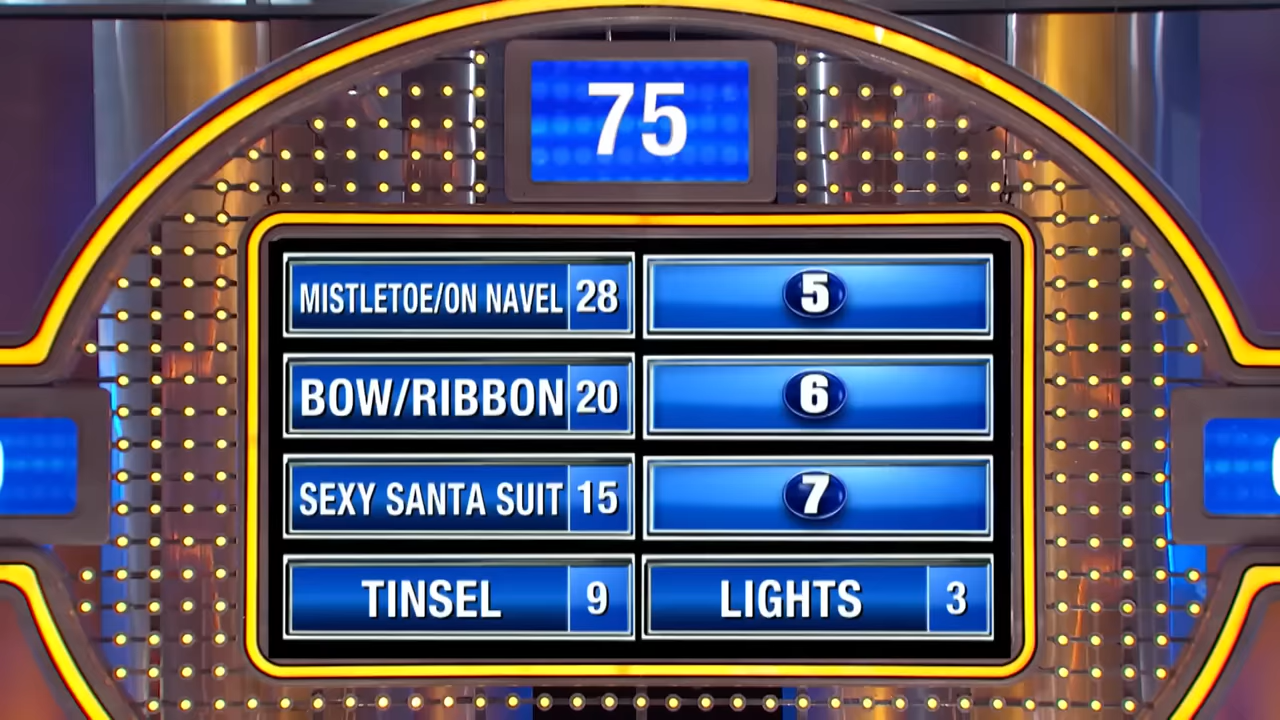 75
MISTLETOE/ON NAVEL 28
5
BOW/RIBBON 20
6
SEXY SANTA SUIT 15
7
TINSEL 9
LIGHTS 3